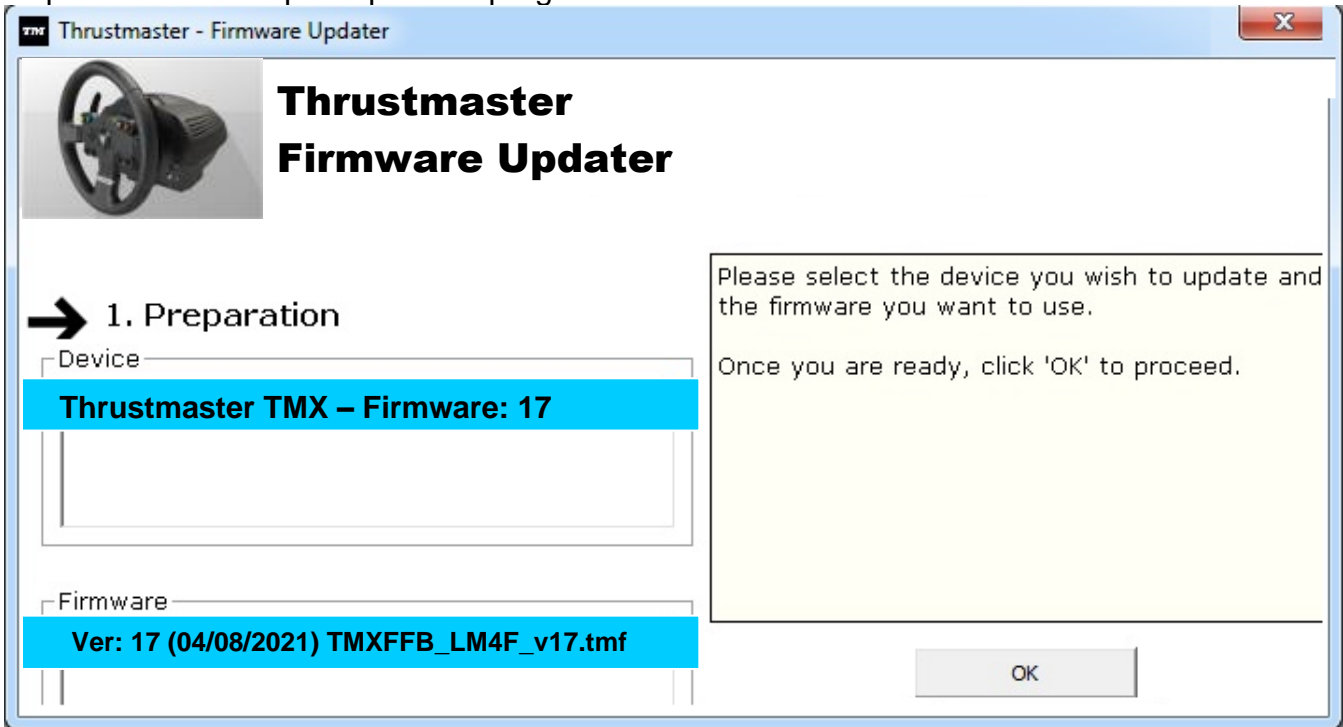 Thrustmaster - Firmware Updater
Thrustmaster
Firmware Updater
1. Preparation
Device
Thrustmaster TMX – Firmware: 17
Firmware
Ver: 17 (04/08/2021) TMXFFB_LM4F_v17.tmf
Please select the device you wish to update and
the firmware you want to use.
Once you are ready, click 'OK' to proceed.
OK